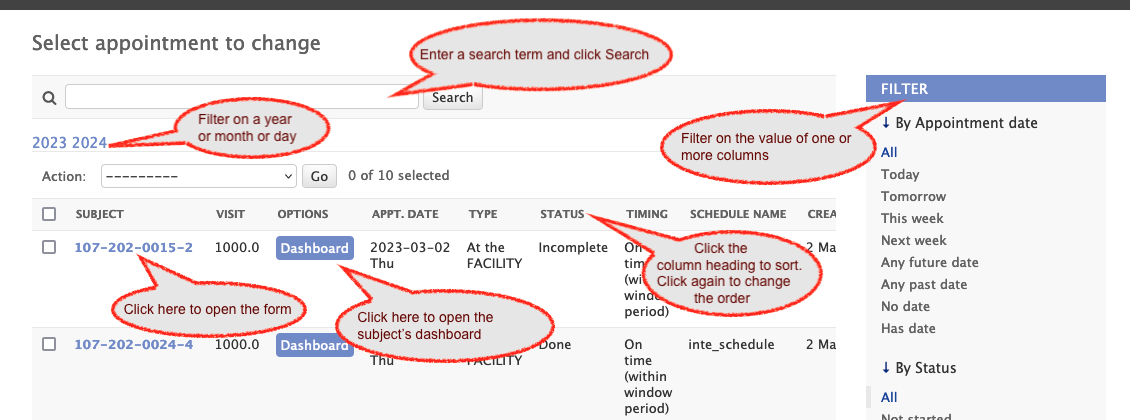 Select appointment to change
Enter a search term and click Search
Search
Filter on a year
or month or day
2023 2024
Action:
---------
Go
0 of 10 selected
SUBJECT VISIT OPTIONS APPT. DATE TYPE STATUS TIMING SCHEDULE NAME CREA
107-202-0015-2 1000.0 Dashboard 2023-03-02 At the Incomplete On 2 Ma
Thu FACILITY time
(within
window
period)
Click the
column heading to sort.
Click again to change
the order
Click here to open the form
Click here to open the
subject's dashboard
107-202-0024-4 1000.0 Dashboard Done On inte_schedule 2 Ma
Thu FACILITY time
(within
window
period)
Filter on the value of one or
more columns
FILTER
↓ By Appointment date
All
Today
Tomorrow
This week
Next week
Any future date
Any past date
No date
Has date
↓ By Status
All
Not started